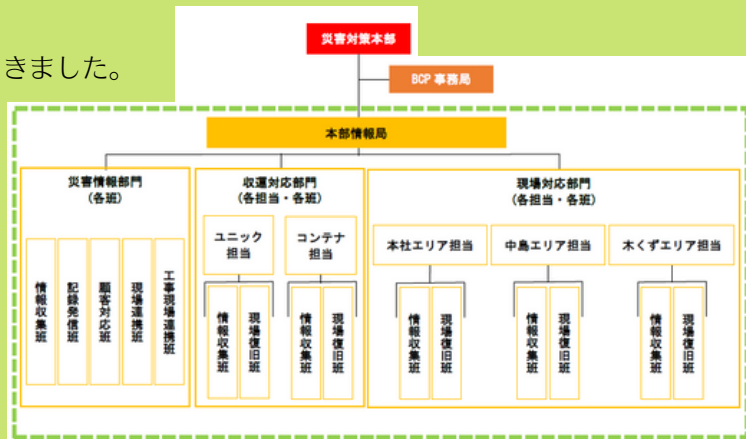 災害対策本部
きました。
BCP 事務局
本部情報局
災害情報部門
(各班)
情報収集班
記録発信班
顧客対応班
現場連携班
工事現場連携班
収運対応部門
(各担当・各班)
ユニック
担当
情報収集班
現場復旧班
コンテナ
担当
情報収集班
現場復旧班
現場対応部門
(各担当・各班)
本社エリア担当
情報収集班
現場復旧班
中島エリア担当
情報収集班
現場復旧班
木くずエリア担当
情報収集班
現場復旧班